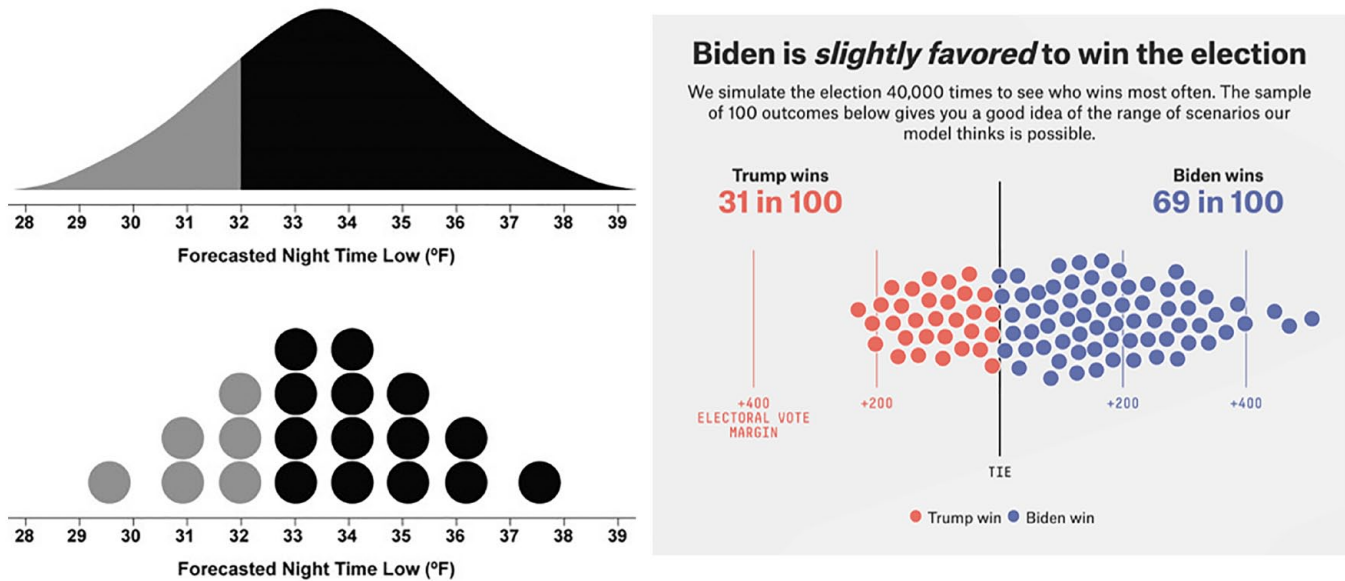 28 29 30 31 32 33 34 35 36 37 38 39
Forecasted Night Time Low (ºF)
28 29 30 31 32 33 34 35 36 37 38 39
Forecasted Night Time Low (ºF)
Biden is slightly favored to win the election
We simulate the election 40,000 times to see who wins most often. The sample
of 100 outcomes below gives you a good idea of the range of scenarios our
model thinks is possible.
Trump wins
31 in 100
Biden wins
69 in 100
+400
ELECTORAL VOTE
MARGIN
+200
+200
+400
TIE
Trump win Biden win